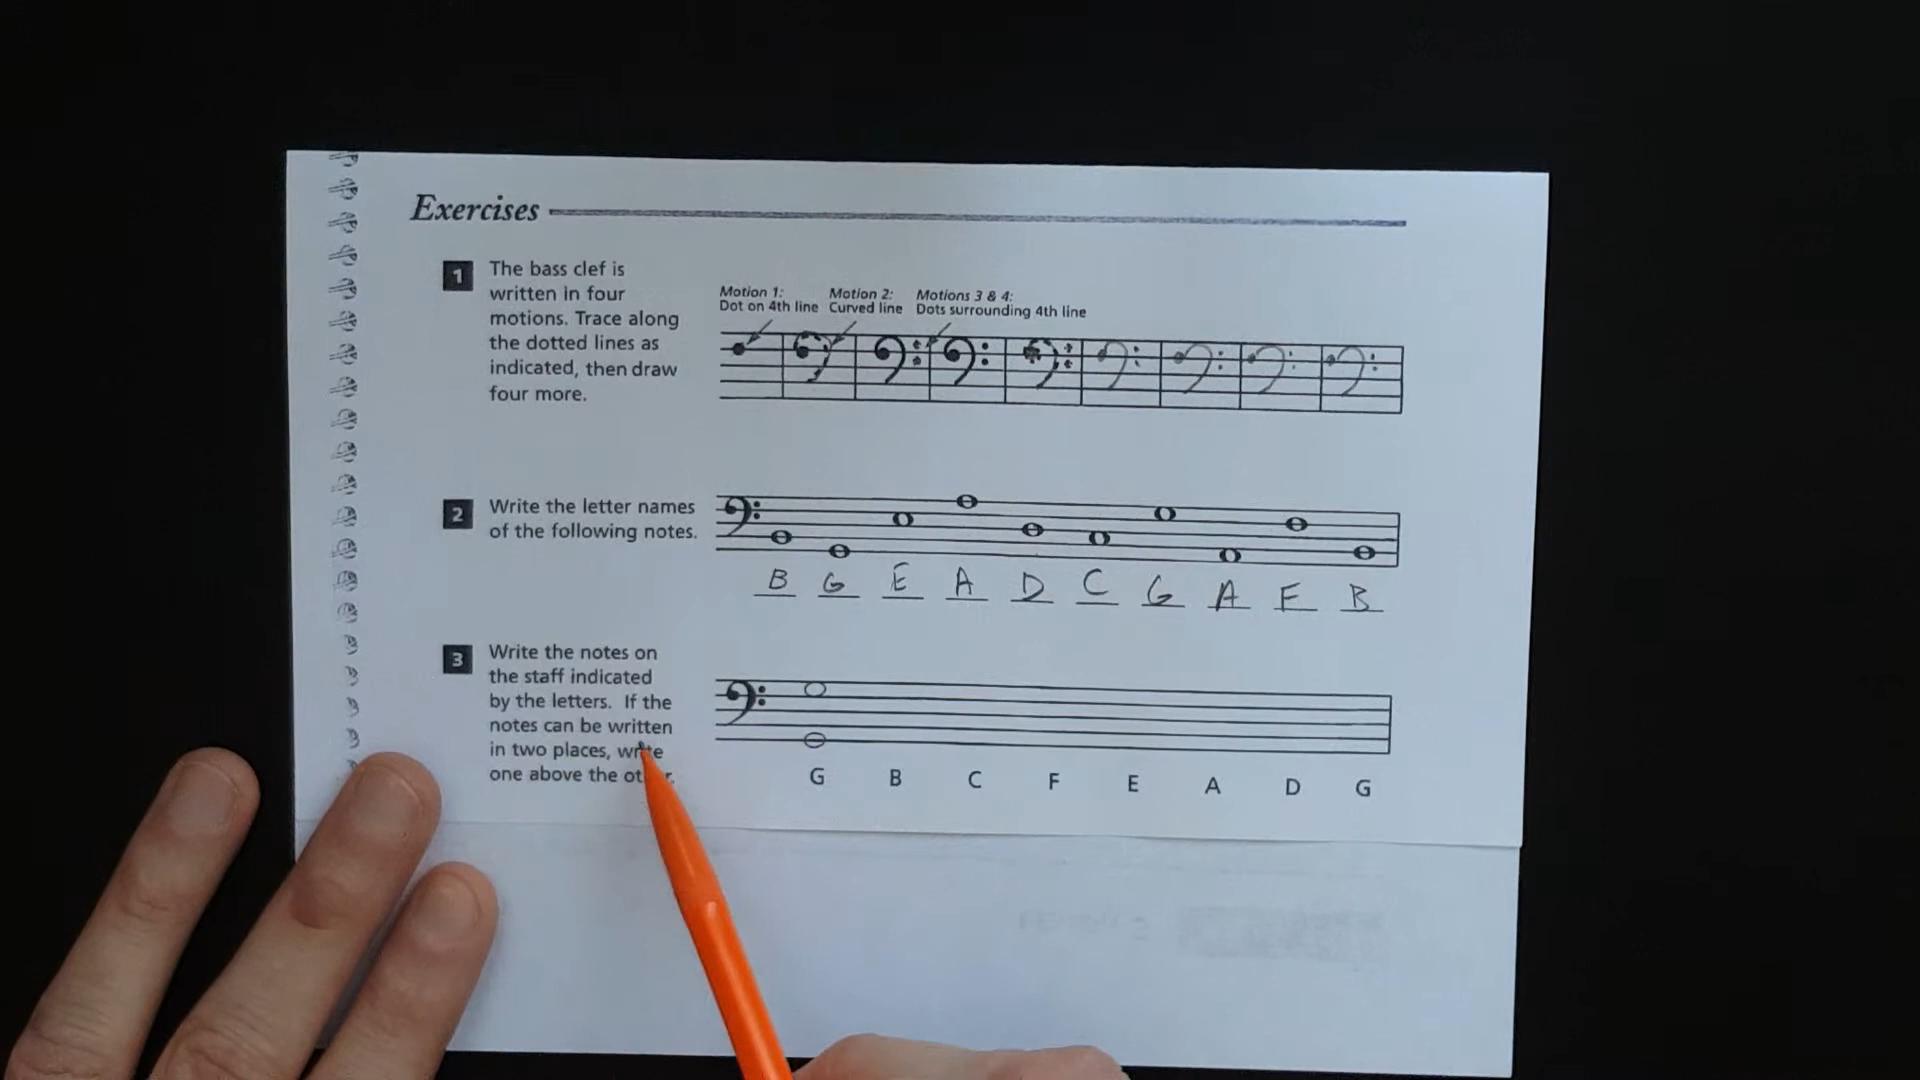 Exercises
1
The bass clef is
written in four
motions. Trace along
the dotted lines as
indicated, then draw
four more.
Motion 1: Motion 2: Motions 3 & 4:
Dot on 4th line Curved line Dots surrounding 4th line
2
Write the letter names
of the following notes.
B G E A D C G A F B
3
Write the notes on
the staff indicated
by the letters. If the
notes can be written
in two places, write
one above the other.
G B C F E A D G